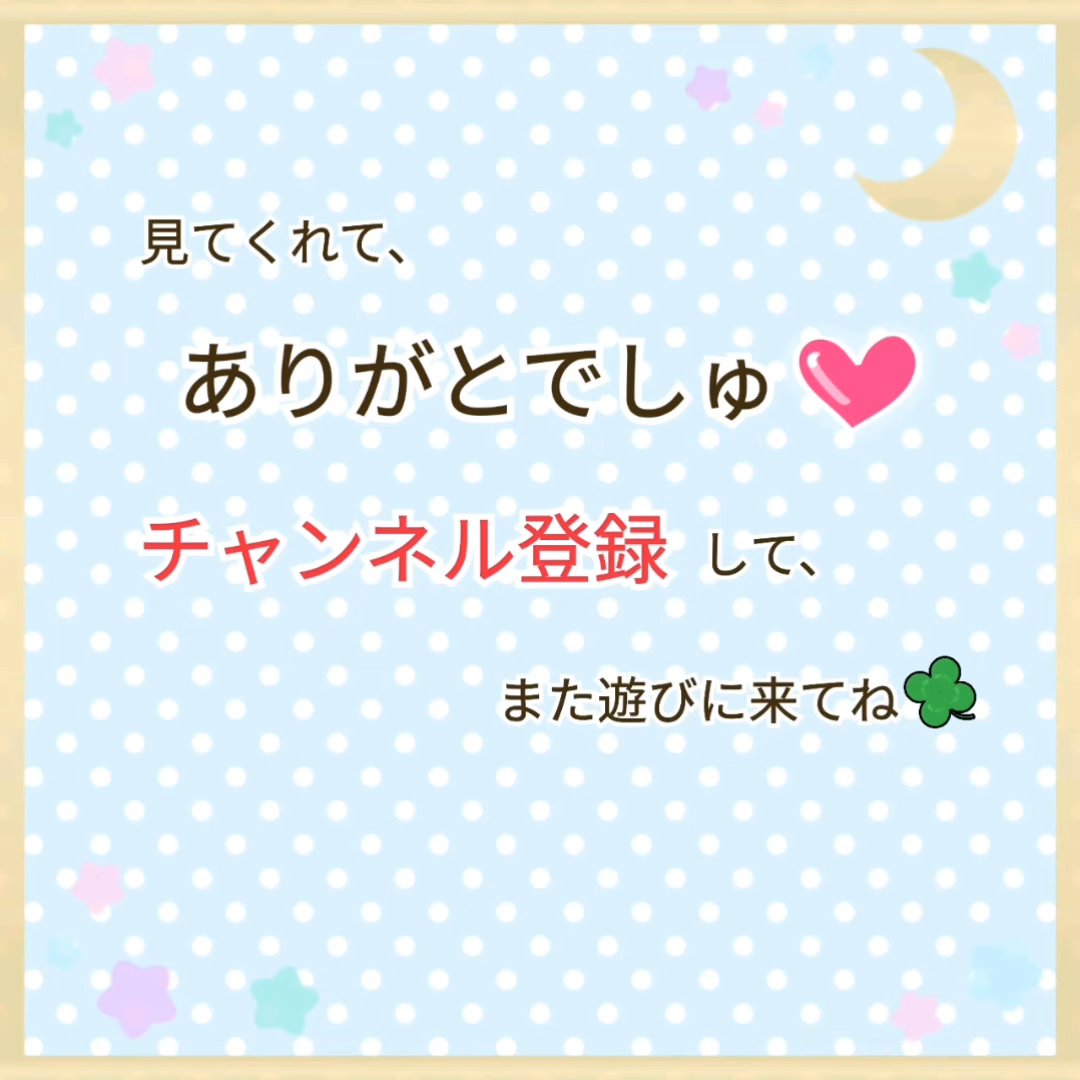 見てくれて、
ありがとでしゅ
チャンネル登録 して、
また遊びに来てね